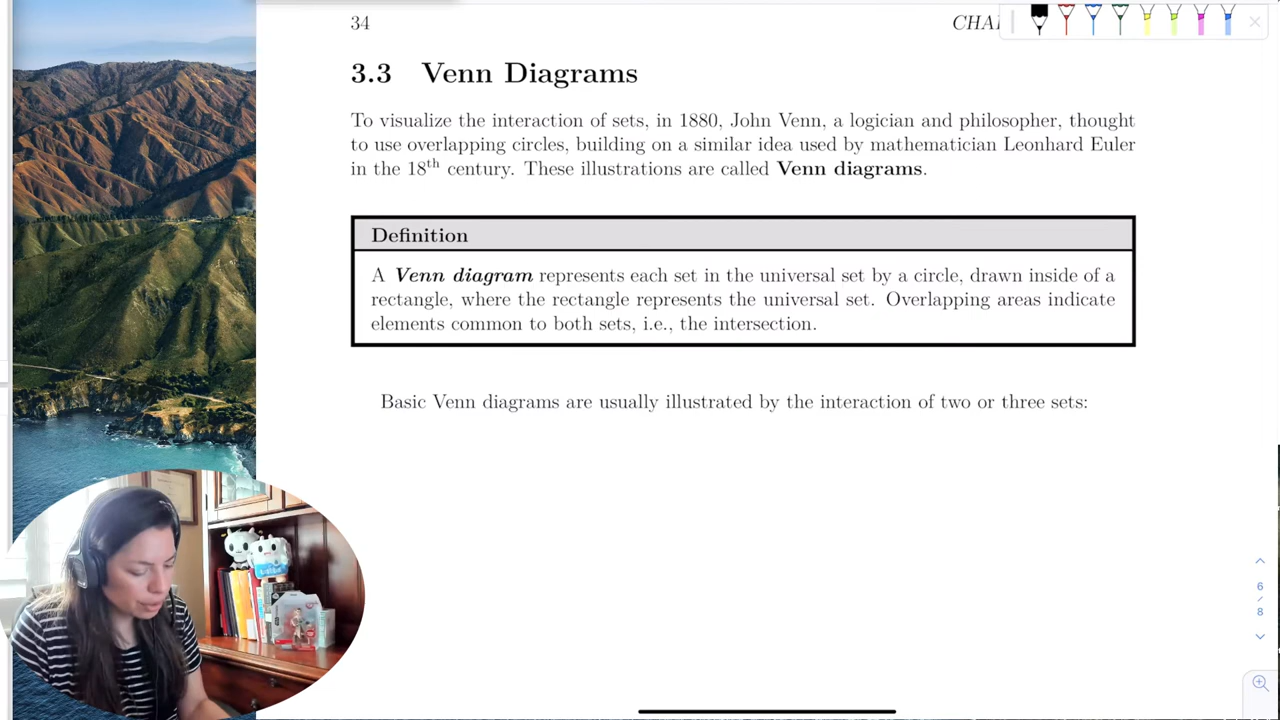 34
CHA
3.3 Venn Diagrams
To visualize the interaction of sets, in 1880, John Venn, a logician and philosopher, thought
to use overlapping circles, building on a similar idea used by mathematician Leonhard Euler
in the 18th century. These illustrations are called Venn diagrams.
Definition
A Venn diagram represents each set in the universal set by a circle, drawn inside of a
rectangle, where the rectangle represents the universal set. Overlapping areas indicate
elements common to both sets, i.e., the intersection.
Basic Venn diagrams are usually illustrated by the interaction of two or three sets:
6
/
8